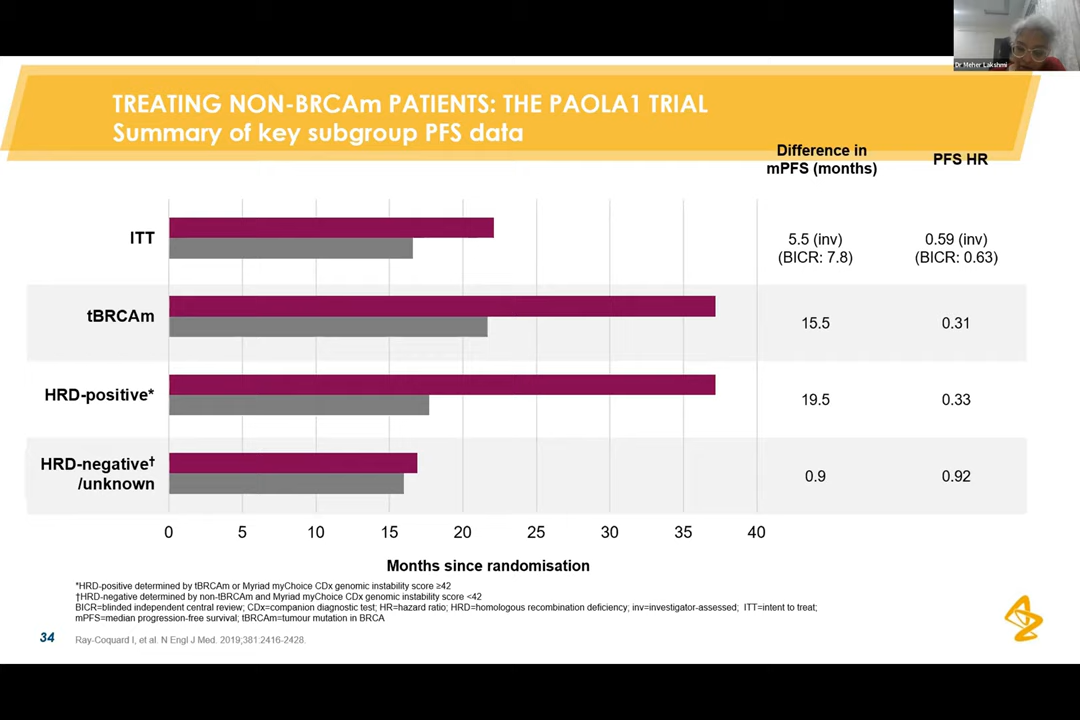 Dr Meher Lakshmi
TREATING NON-BRCAm PATIENTS: THE PAOLA1 TRIAL
Summary of key subgroup PFS data
Difference in
mPFS (months)
PFS HR
ITT
5.5 (inv)
(BICR: 7.8)
0.59 (inv)
(BICR: 0.63)
tBRCAm
15.5
0.31
HRD-positive*
19.5
0.33
HRD-negative†
/unknown
0.9
0.92
0 5 10 15 20 25 30 35 40
Months since randomisation
*HRD-positive determined by tBRCAm or Myriad myChoice CDx genomic instability score ≥42
†HRD-negative determined by non-tBRCAm and Myriad myChoice CDx genomic instability score <42
BICR=blinded independent central review; CDx=companion diagnostic test; HR=hazard ratio; HRD=homologous recombination deficiency; inv=investigator-assessed; ITT=intent to treat;
mPFS=median progression-free survival; tBRCAm=tumour mutation in BRCA
34
Ray-Coquard I, et al. N Engl J Med. 2019;381:2416-2428.